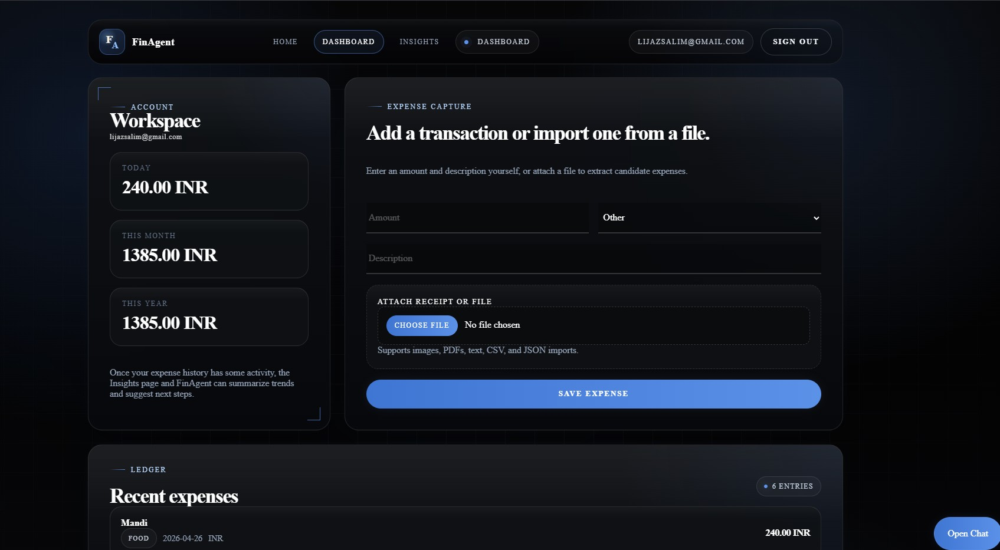 FA FinAgent HOME DASHBOARD INSIGHTS DASHBOARD LIJAZSALIM@GMAIL.COM SIGN OUT
ACCOUNT
Workspace
lijazsalim@gmail.com
TODAY
240.00 INR
THIS MONTH
1385.00 INR
THIS YEAR
1385.00 INR
Once your expense history has some activity, the
Insights page and FinAgent can summarize trends
and suggest next steps.
EXPENSE CAPTURE
Add a transaction or import one from a file.
Enter an amount and description yourself, or attach a file to extract candidate expenses.
Amount Other
Description
ATTACH RECEIPT OR FILE
CHOOSE FILE No file chosen
Supports images, PDFs, text, CSV, and JSON imports.
SAVE EXPENSE
LEDGER
Recent expenses
6 ENTRIES
Mandi
FOOD 2026-04-26 INR
240.00 INR
Open Chat